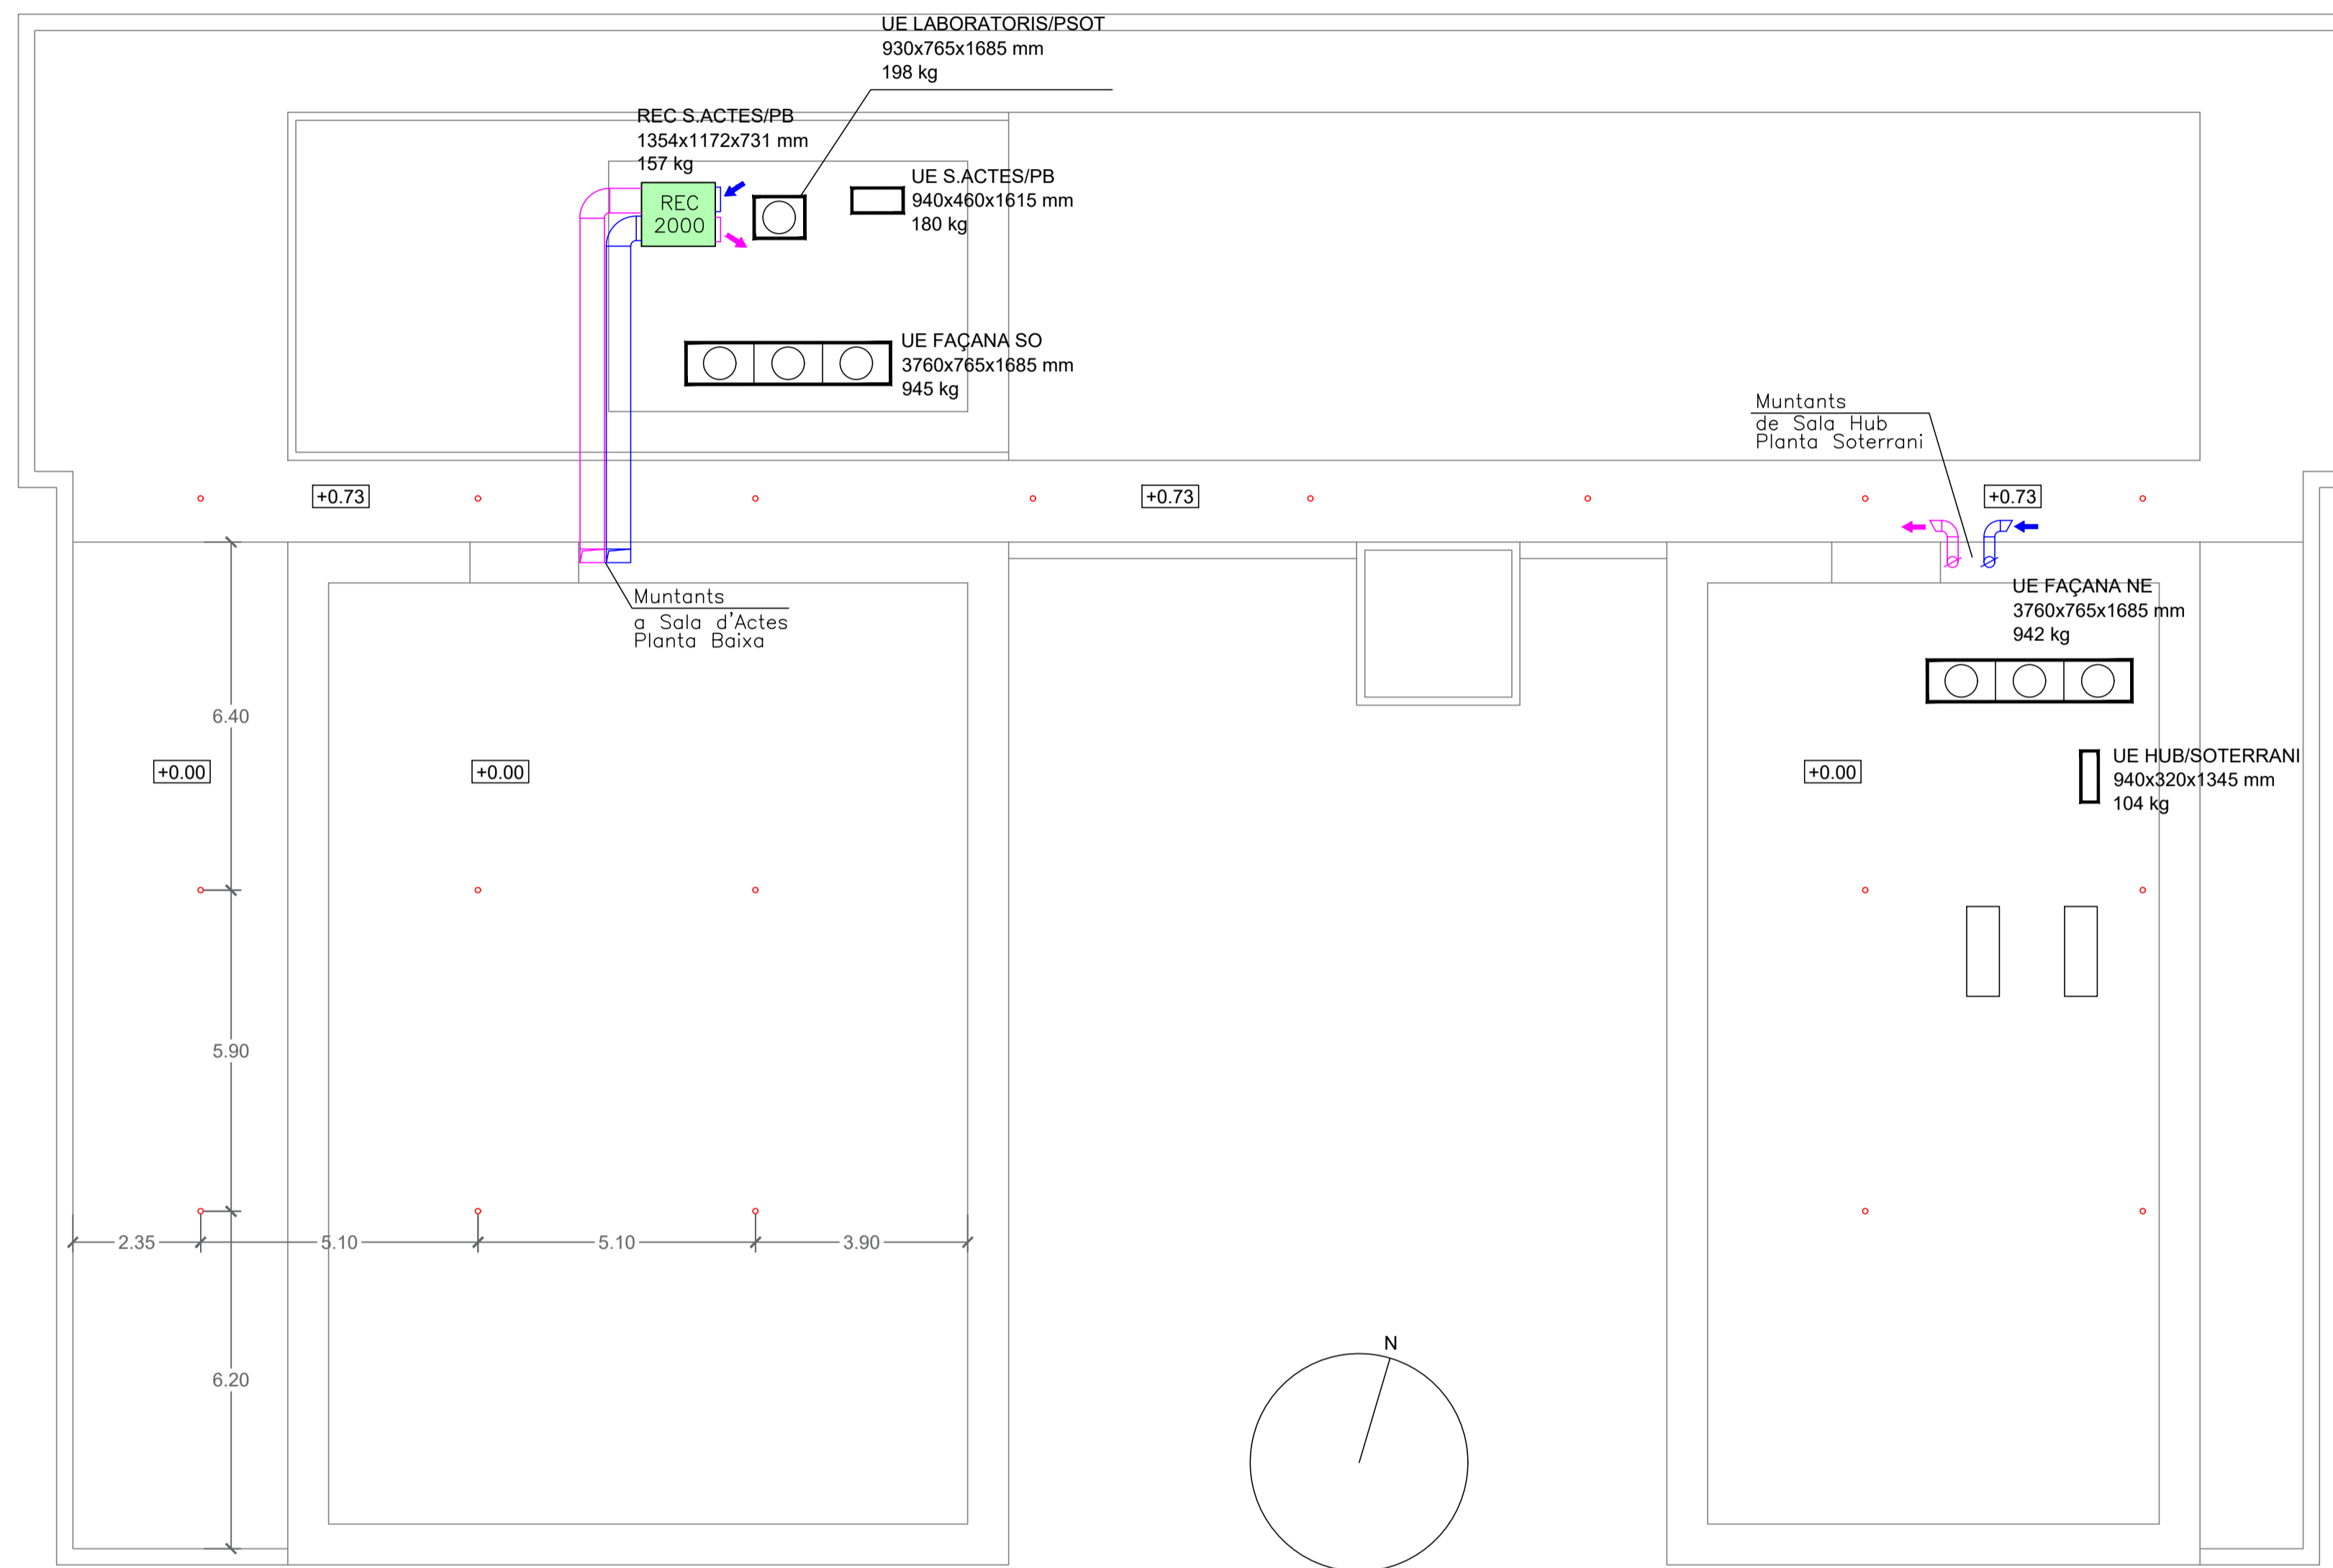 UE LABORATORIS/PSOT
930x765x1685 mm
198 kg
REC S.ACTES/PB
1354x1172x731 mm
157 kg
REC
2000
UE S.ACTES/PB
940x460x1615 mm
180 kg
UE FAÇANA SO
3760x765x1685 mm
945 kg
Muntants
de Sala Hub
Planta Soterrani
+0.73
+0.73
+0.73
Muntants
a Sala d'Actes
Planta Baixa
UE FAÇANA NE
3760x765x1685 mm
942 kg
6.40
+0.00
+0.00
+0.00
UE HUB/SOTERRANI
940x320x1345 mm
104 kg
5.90
2.35
5.10
5.10
3.90
6.20
N